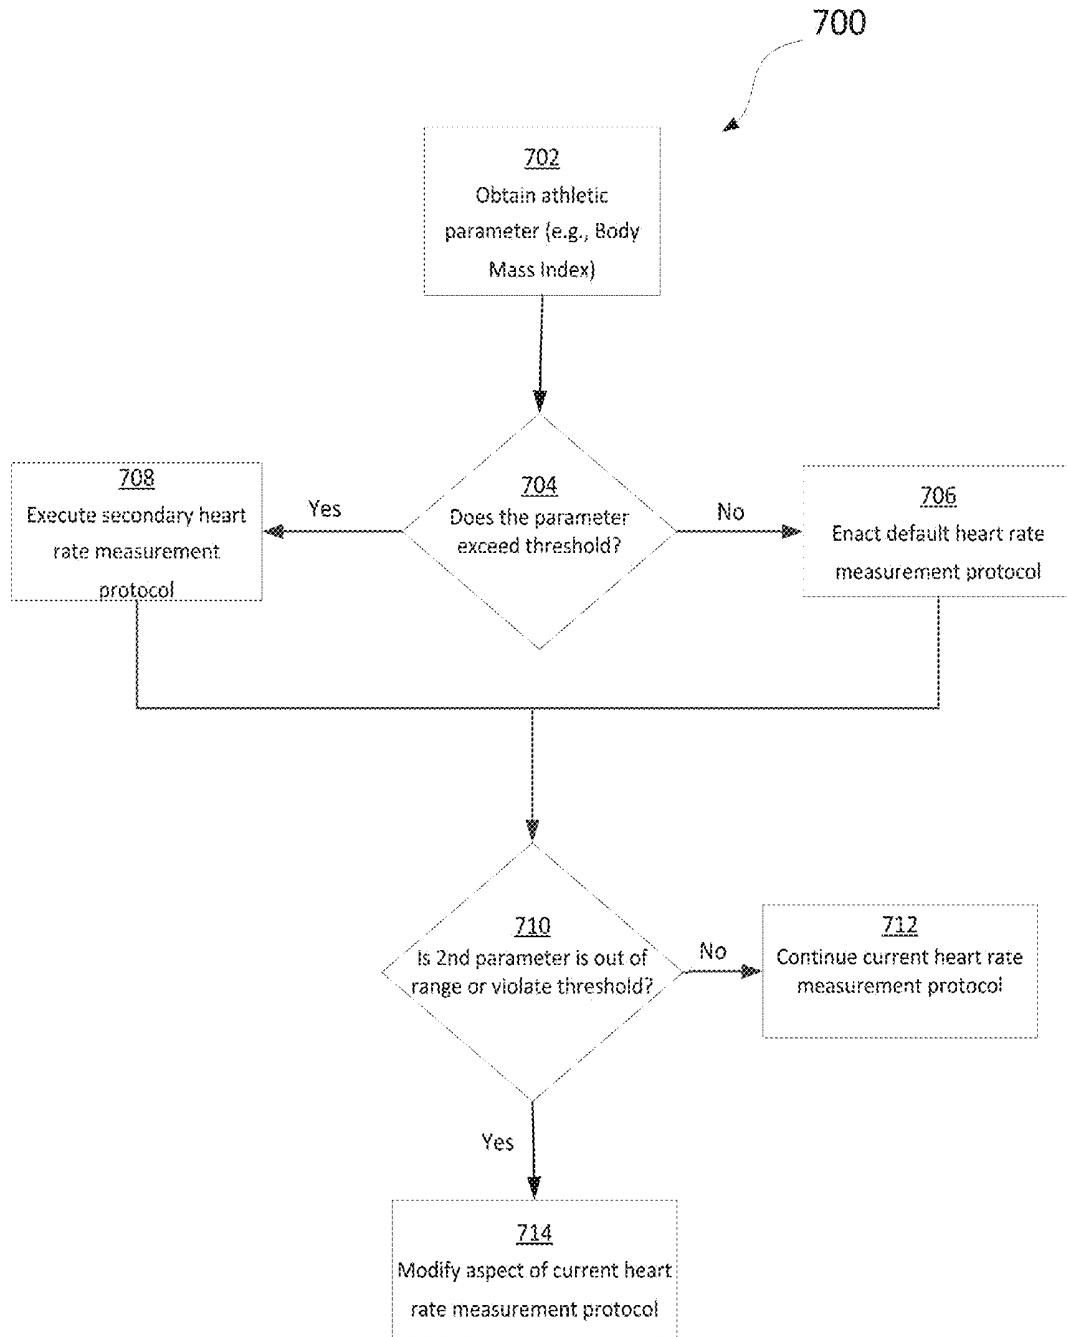 700
702
Obtain athletic
parameter (e.g., Body
Mass Index)
708
Execute secondary heart
rate measurement
protocol
Yes
704
Does the parameter
exceed threshold?
No
706
Enact default heart rate
measurement protocol
710
Is 2nd parameter is out of
range or violate threshold?
No
712
Continue current heart rate
measurement protocol
Yes
714
Modify aspect of current heart
rate measurement protocol